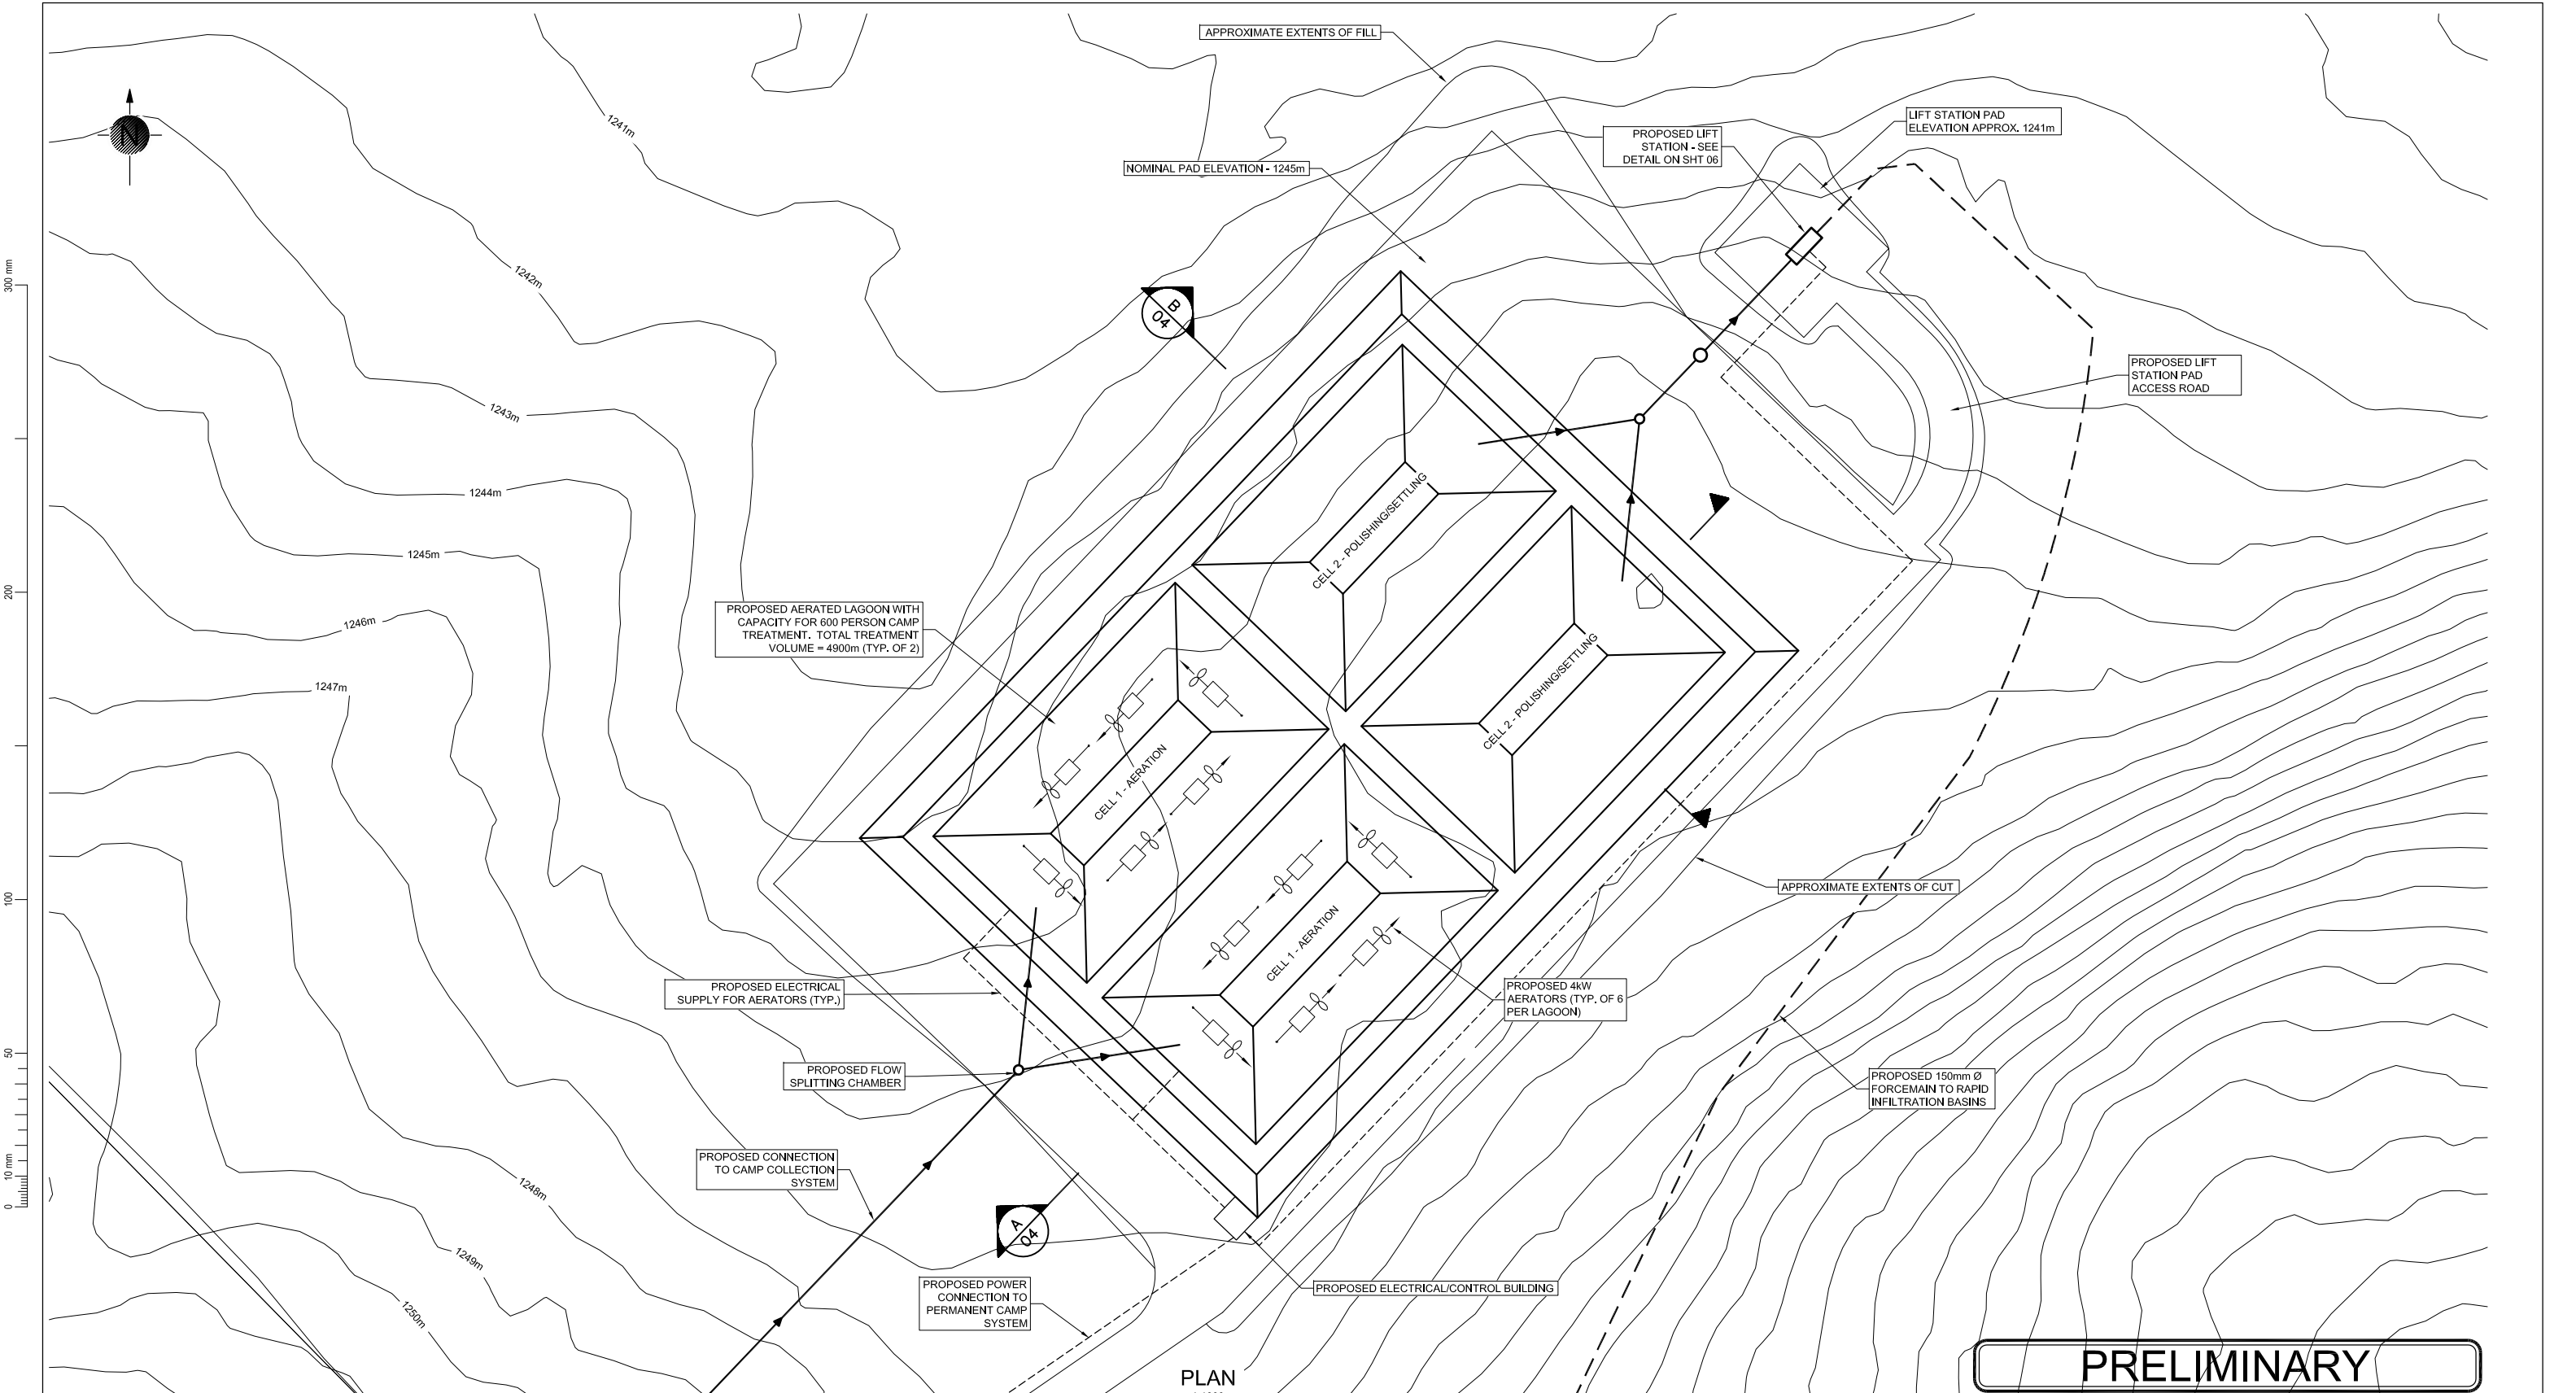 APPROXIMATE EXTENTS OF FILL
LIFT STATION PAD
ELEVATION APPROX. 1241m
PROPOSED LIFT
STATION - SEE
DETAIL ON SHT 06
NOMINAL PAD ELEVATION - 1245m
N
1241m
1242m
1243m
1244m
1245m
1246m
1247m
1248m
1249m
1250m
B
04
PROPOSED LIFT
STATION PAD
ACCESS ROAD
CELL 2 - POLISHING/SETTLING
CELL 2 - POLISHING/SETTLING
PROPOSED AERATED LAGOON WITH
CAPACITY FOR 600 PERSON CAMP
TREATMENT. TOTAL TREATMENT
VOLUME = 4900m (TYP. OF 2)
CELL 1 - AERATION
CELL 1 - AERATION
APPROXIMATE EXTENTS OF CUT
PROPOSED ELECTRICAL
SUPPLY FOR AERATORS (TYP.)
PROPOSED 4kW
AERATORS (TYP. OF 6
PER LAGOON)
PROPOSED FLOW
SPLITTING CHAMBER
PROPOSED 150mm Ø
FORCEMAIN TO RAPID
INFILTRATION BASINS
PROPOSED CONNECTION
TO CAMP COLLECTION
SYSTEM
A
04
PROPOSED POWER
CONNECTION TO
PERMANENT CAMP
SYSTEM
PROPOSED ELECTRICAL/CONTROL BUILDING
PLAN
PRELIMINARY
300 mm
200
100
50
10 mm
0